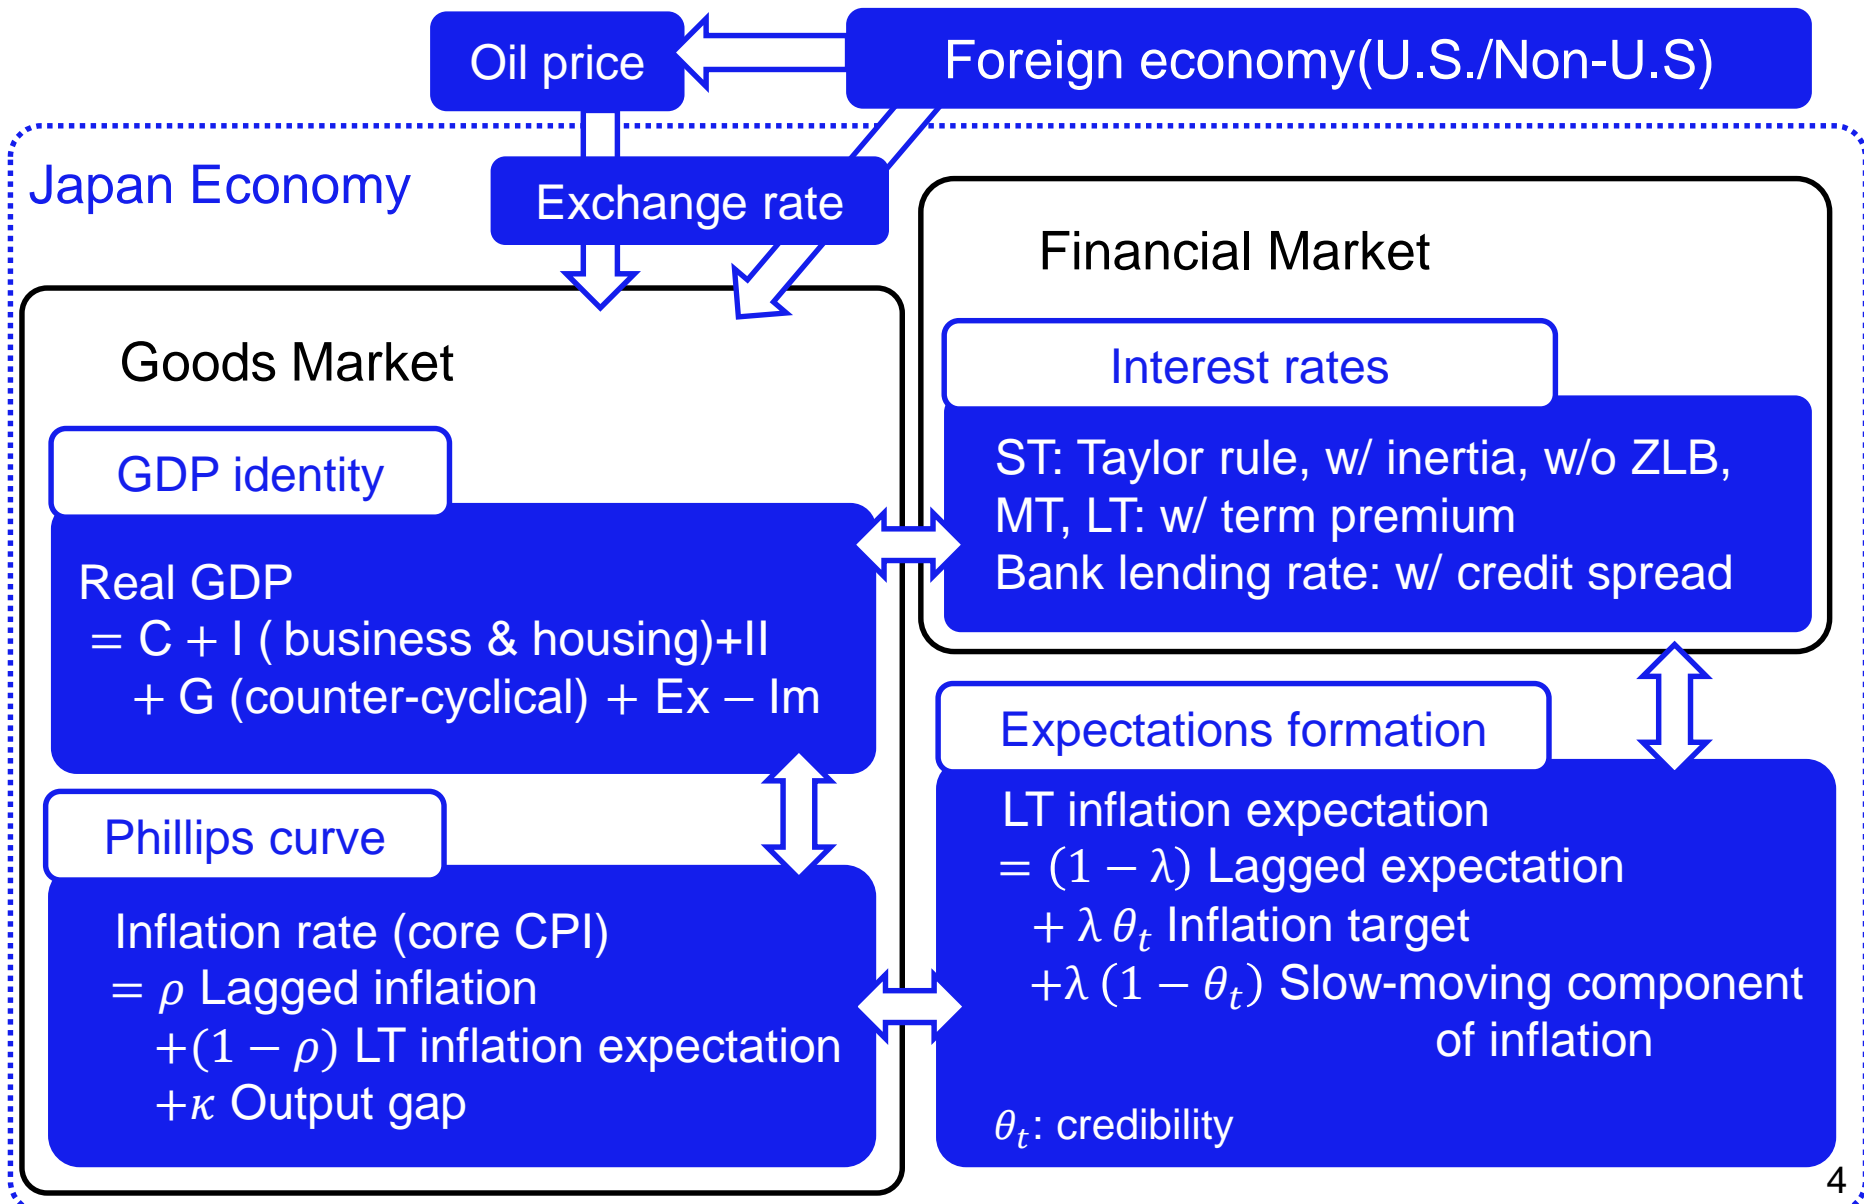 Oil price
Foreign economy(U.S./Non-U.S)
Japan Economy
Exchange rate
Financial Market
Interest rates
ST: Taylor rule, w/ inertia, w/o ZLB,
MT, LT: w/ term premium
Bank lending rate: w/ credit spread
Goods Market
GDP identity
Real GDP
= C + I ( business & housing)+II
+ G (counter-cyclical) + Ex − Im
Phillips curve
Inflation rate (core CPI)
= ρ Lagged inflation
+(1 − ρ) LT inflation expectation
+κ Output gap
Expectations formation
LT inflation expectation
= (1 − λ) Lagged expectation
+ λ θₜ Inflation target
+λ (1 − θₜ) Slow-moving component
of inflation
θₜ: credibility
4